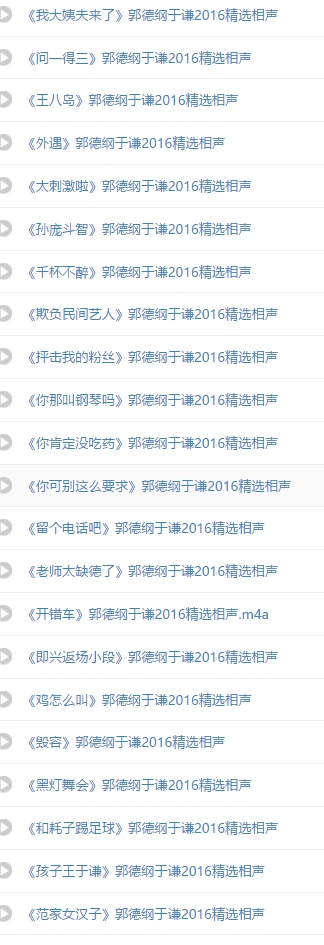 《我大姨夫来了》郭德纲于谦2016精选相声
《问一得三》郭德纲于谦2016精选相声
《王八岛》郭德纲于谦2016精选相声
《外遇》郭德纲于谦2016精选相声
《太刺激啦》郭德纲于谦2016精选相声
《孙庞斗智》郭德纲于谦2016精选相声
《千杯不醉》郭德纲于谦2016精选相声
《欺负民间艺人》郭德纲于谦2016精选相声
《抨击我的粉丝》郭德纲于谦2016精选相声
《你那叫钢琴吗》郭德纲于谦2016精选相声
《你肯定没吃药》郭德纲于谦2016精选相声
《你可别这么要求》郭德纲于谦2016精选相声
《留个电话吧》郭德纲于谦2016精选相声
《老师太缺德了》郭德纲于谦2016精选相声
《开错车》郭德纲于谦2016精选相声.m4a
《即兴返场小段》郭德纲于谦2016精选相声
《鸡怎么叫》郭德纲于谦2016精选相声
《毁容》郭德纲于谦2016精选相声
《黑灯舞会》郭德纲于谦2016精选相声
《和耗子踢足球》郭德纲于谦2016精选相声
《孩子王于谦》郭德纲于谦2016精选相声
《范家女汉子》郭德纲于谦2016精选相声